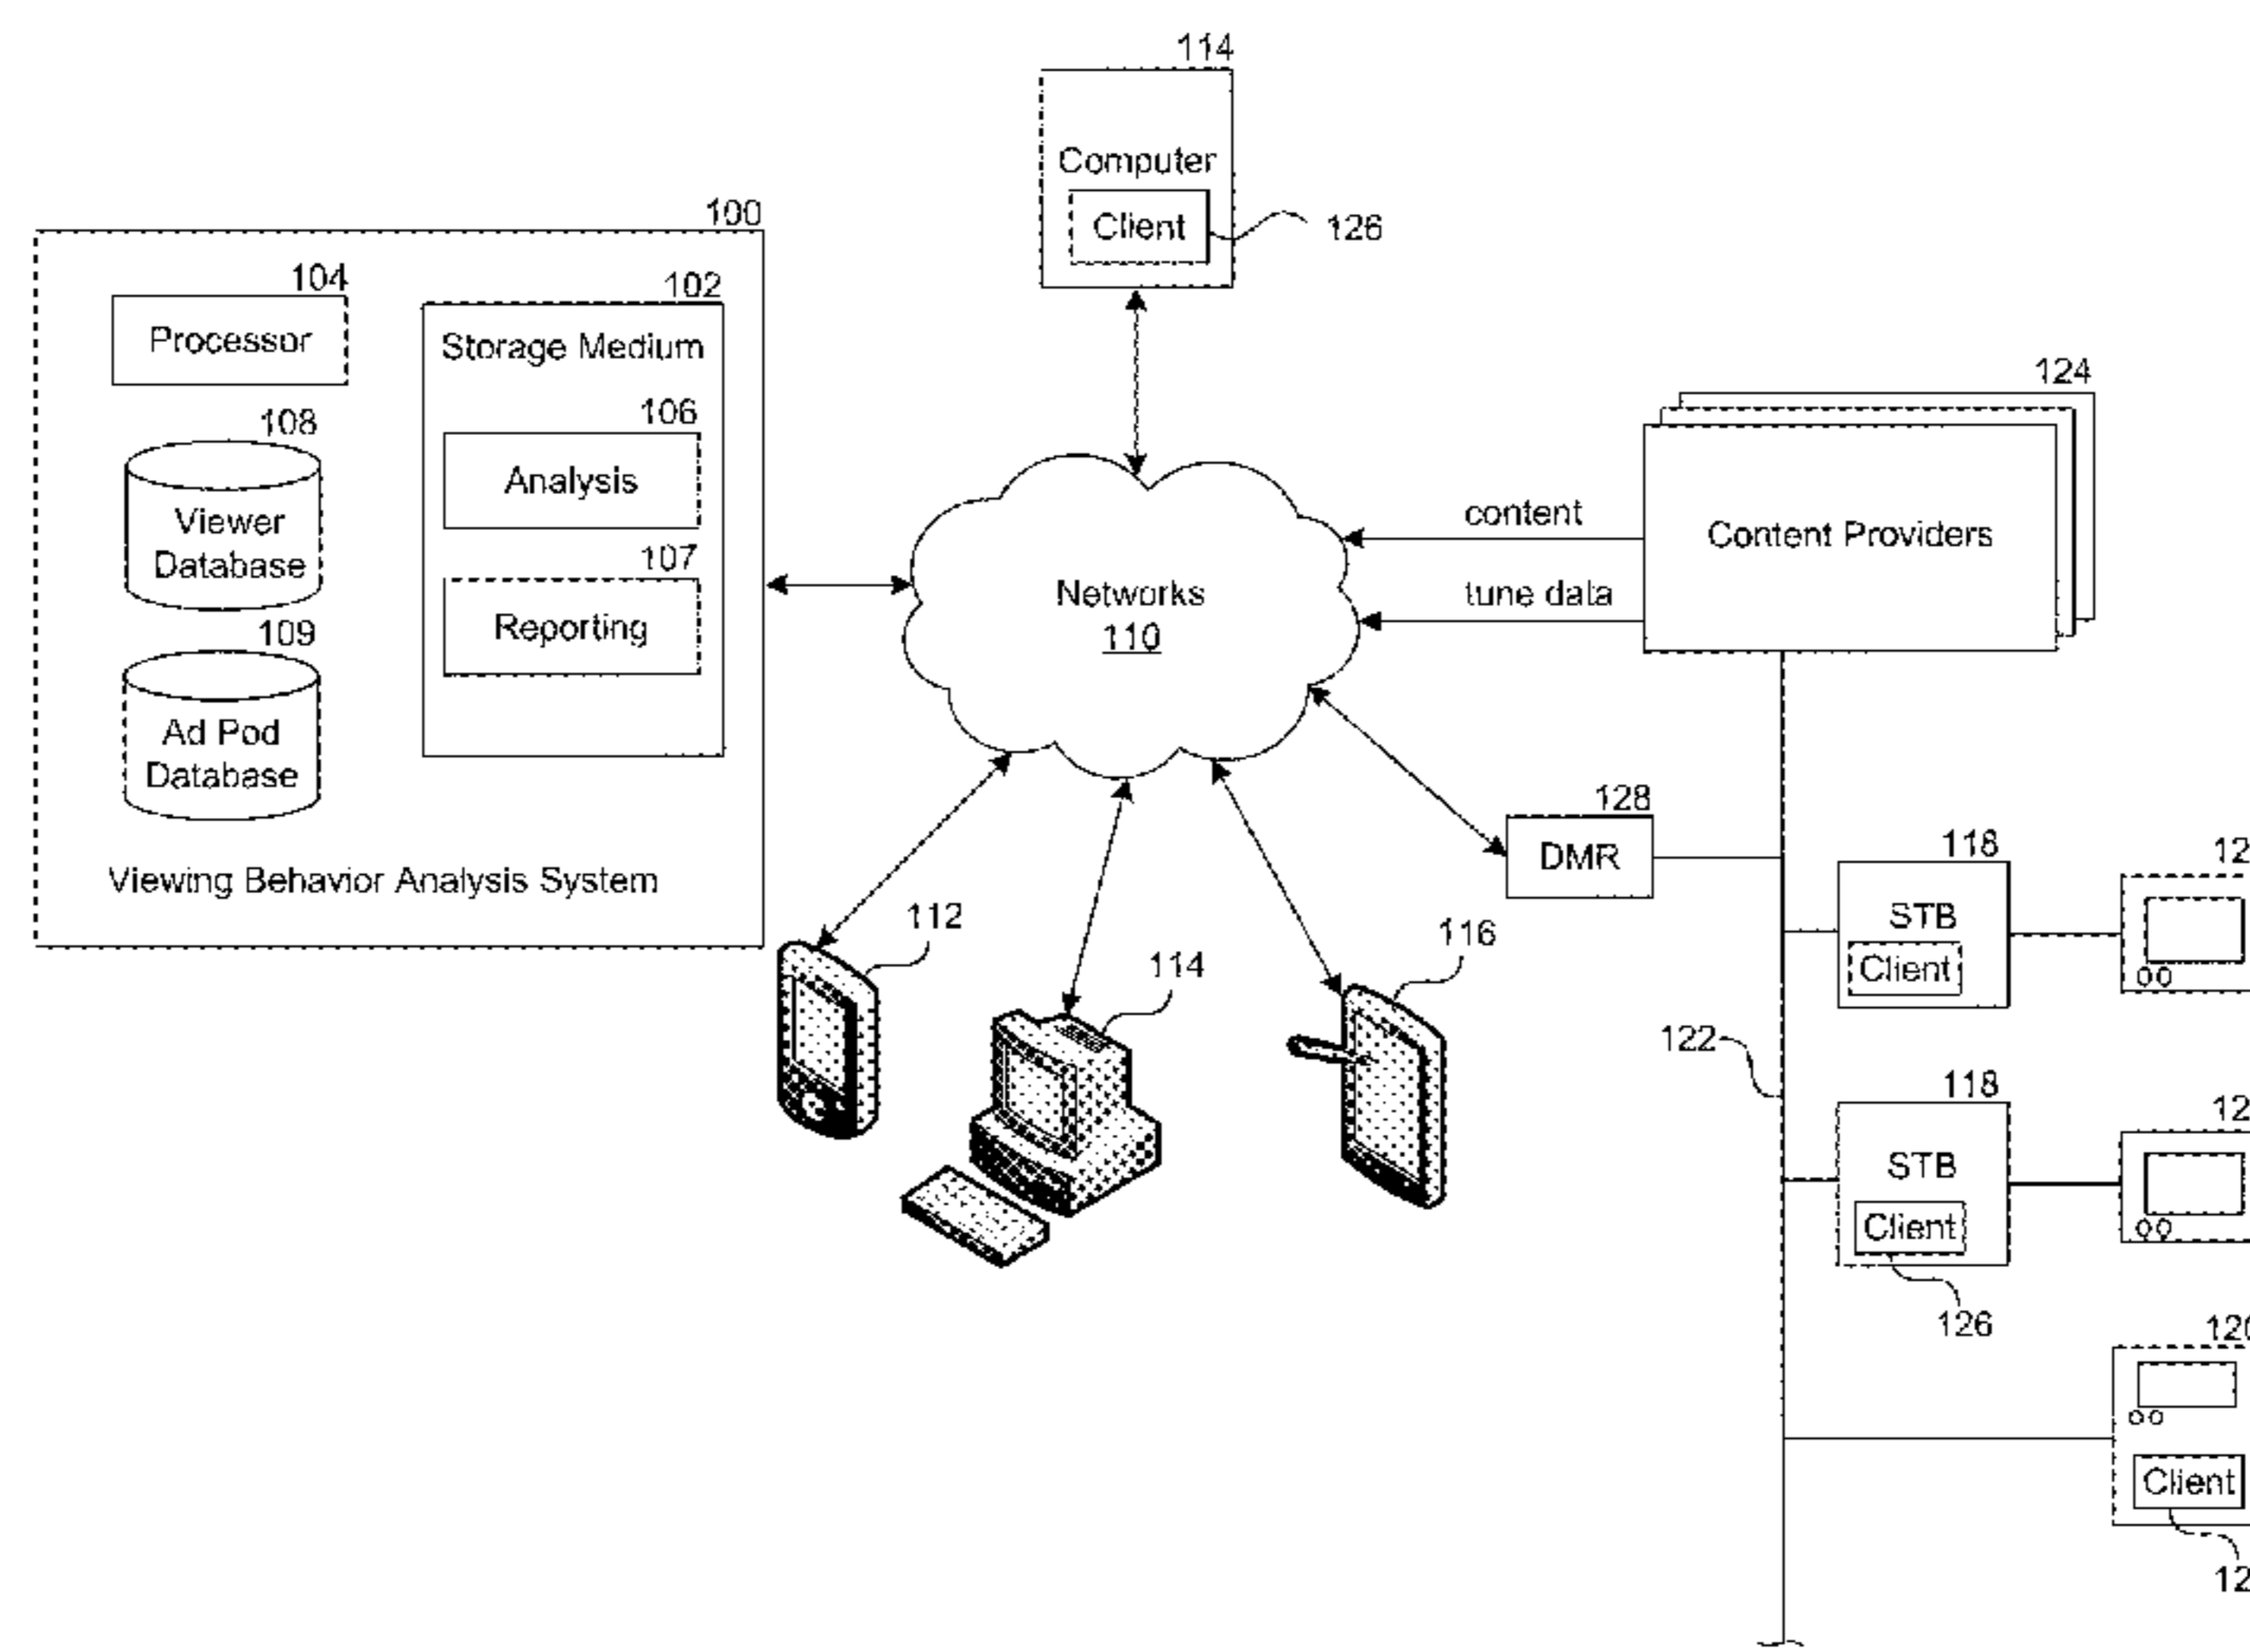 114
Computer
Client
126
100
104
Processor
102
Storage Medium
108
Viewer
Database
106
Analysis
107
Reporting
109
Ad Pod
Database
Viewing Behavior Analysis System
Networks
110
content
tune data
124
Content Providers
128
DMR
112
114
116
118
STB
Client
122
118
STB
Client
126
Client